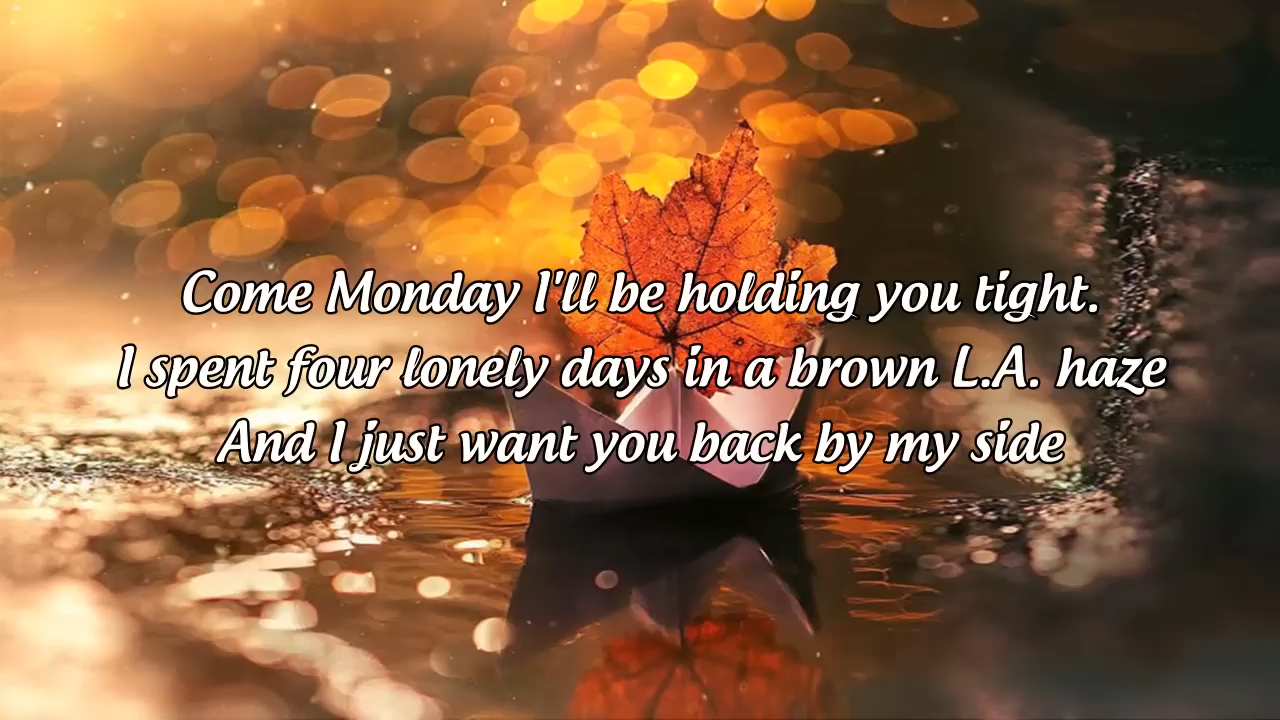 Come Monday I'll be holding you tight.
I spent four lonely days in a brown L.A. haze
And I just want you back by my side